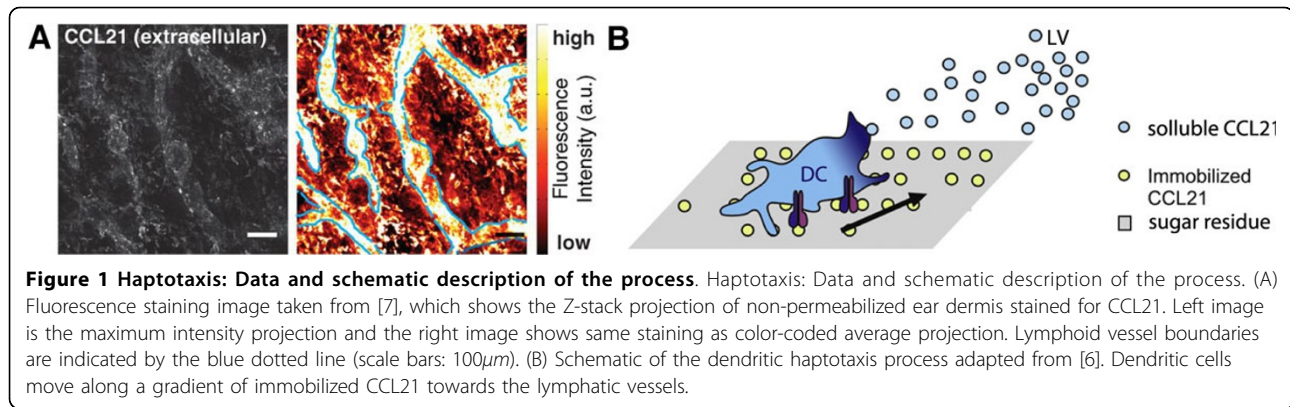 A
CCL21 (extracellular)
high
Fluorescence
Intensity (a.u.)
low
B
LV
DC
solluble CCL21
Immobilized
CCL21
sugar residue
Figure 1 Haptotaxis: Data and schematic description of the process. Haptotaxis: Data and schematic description of the process. (A)
Fluorescence staining image taken from [7], which shows the Z-stack projection of non-permeabilized ear dermis stained for CCL21. Left image
is the maximum intensity projection and the right image shows same staining as color-coded average projection. Lymphoid vessel boundaries
are indicated by the blue dotted line (scale bars: 100μm). (B) Schematic of the dendritic haptotaxis process adapted from [6]. Dendritic cells
move along a gradient of immobilized CCL21 towards the lymphatic vessels.